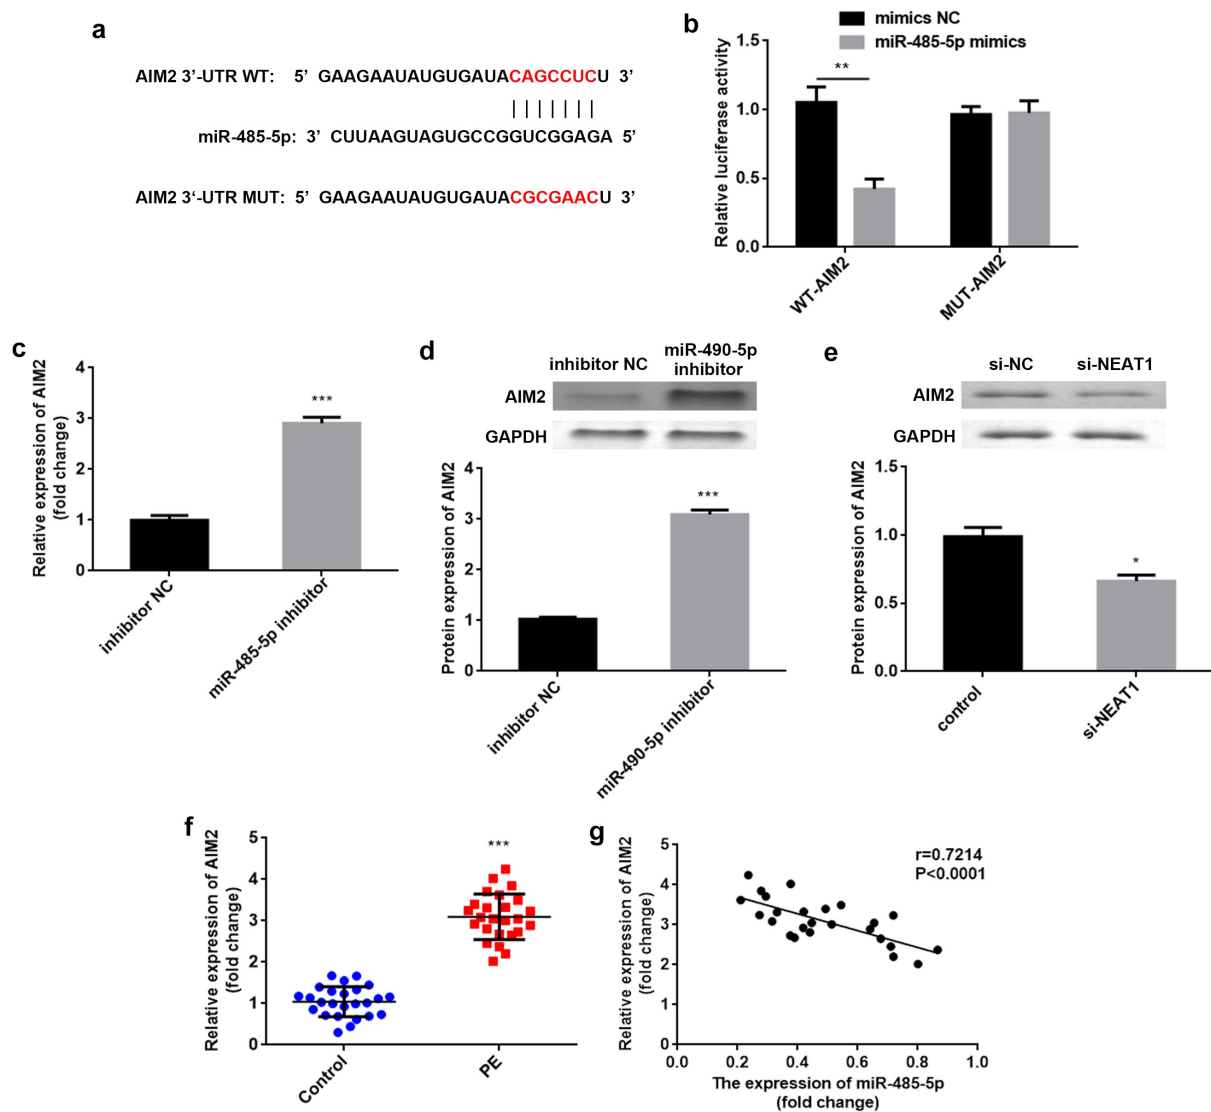 a
AIM2 3’-UTR WT: 5’ GAAGAAUAUGUGAUACAGCCUCU 3’
miR-485-5p: 3’ CUUAAGUAGUGCCGGUCGGAGA 5’
AIM2 3‘-UTR MUT: 5’ GAAGAAUAUGUGAUACGCGAACU 3’
b
mimics NC
miR-485-5p mimics
Relative luciferase activity
1.5
1.0
0.5
0.0
**
WT-AIM2
MUT-AIM2
c
Relative expression of AIM2
(fold change)
4
3
2
1
0
***
inhibitor NC
miR-485-5p inhibitor
d
inhibitor NC
miR-490-5p
inhibitor
AIM2
GAPDH
Protein expression of AIM2
4
3
2
1
0
***
inhibitor NC
miR-490-5p inhibitor
e
si-NC
si-NEAT1
AIM2
GAPDH
Protein expression of AIM2
1.5
1.0
0.5
0.0
*
control
si-NEAT1
f
Relative expression of AIM2
(fold change)
5
4
3
2
1
0
***
Control
PE
g
Relative expression of AIM2
(fold change)
5
4
3
2
1
0
r=0.7214
P<0.0001
0.0 0.2 0.4 0.6 0.8 1.0
The expression of miR-485-5p
(fold change)